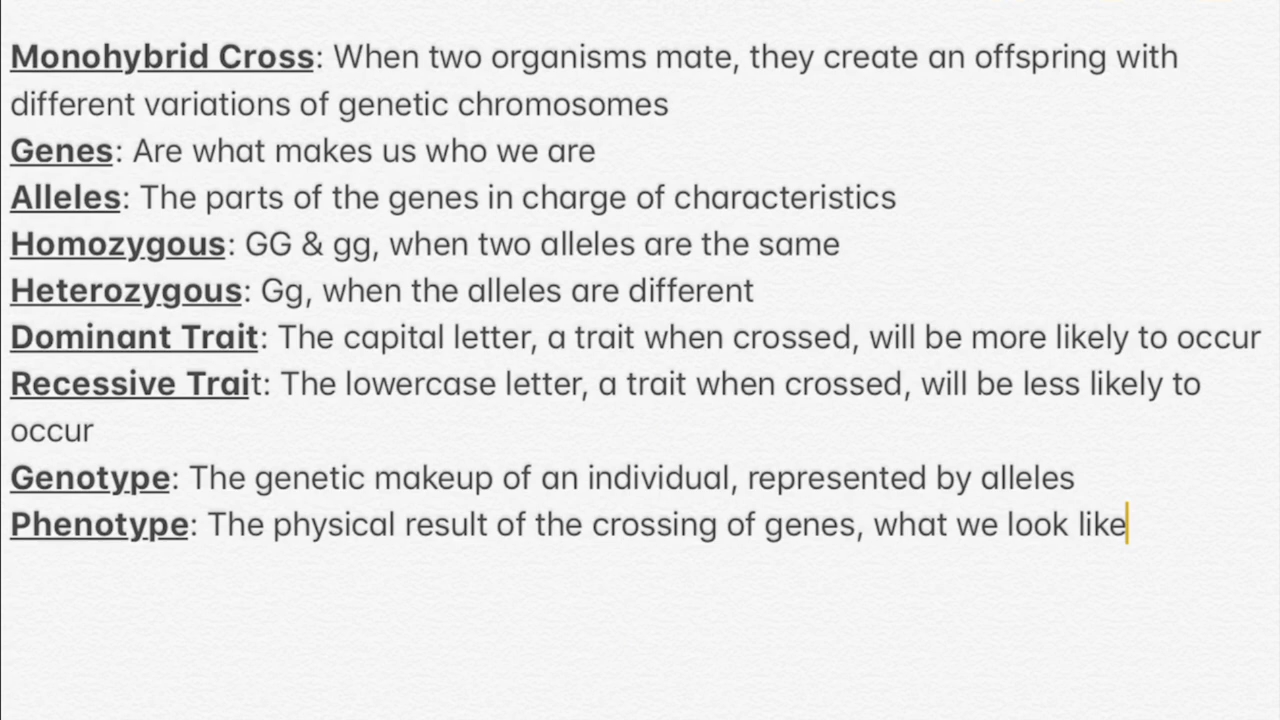 Monohybrid Cross: When two organisms mate, they create an offspring with
different variations of genetic chromosomes
Genes: Are what makes us who we are
Alleles: The parts of the genes in charge of characteristics
Homozygous: GG & gg, when two alleles are the same
Heterozygous: Gg, when the alleles are different
Dominant Trait: The capital letter, a trait when crossed, will be more likely to occur
Recessive Trait: The lowercase letter, a trait when crossed, will be less likely to
occur
Genotype: The genetic makeup of an individual, represented by alleles
Phenotype: The physical result of the crossing of genes, what we look like